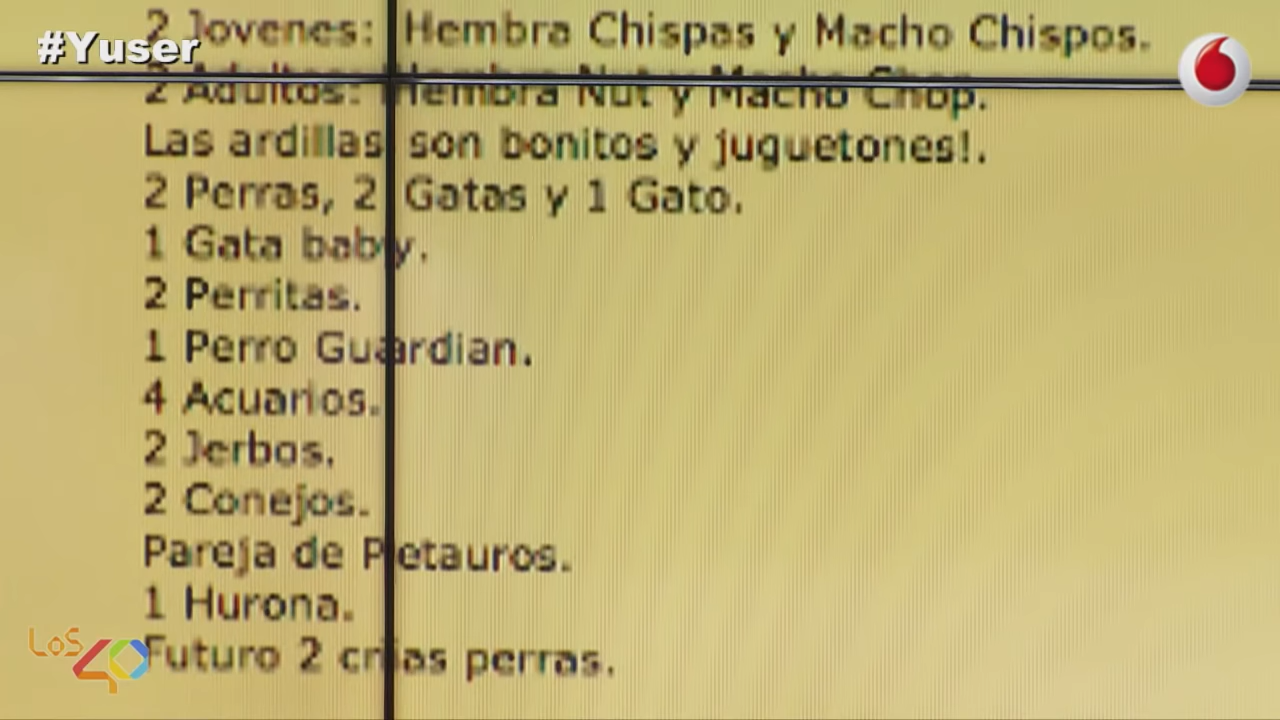 #Yuser
2 Jovenes: Hembra Chispas y Macho Chispos.
2 Adultos: Hembra Nut y Macho Chop.
Las ardillas son bonitos y juguetones!.
2 Perras, 2 Gatas y 1 Gato.
1 Gata baby.
2 Perritas.
1 Perro Guardian.
4 Acuarios.
2 Jerbos.
2 Conejos.
Pareja de Petauros.
1 Hurona.
Futuro 2 crias perras.
LoS 40